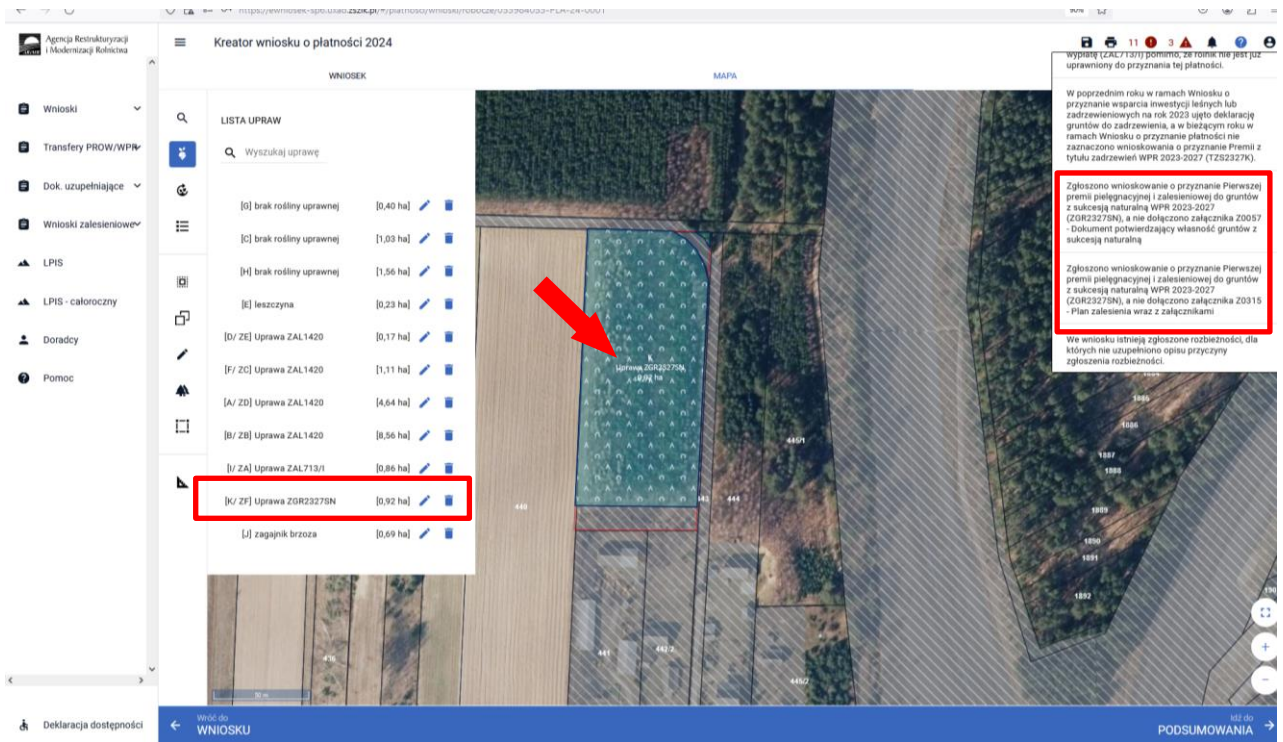 Agencja Restrukturyzacji
i Modernizacji Rolnictwa
Kreator wniosku o płatności 2024
11
3
WNIOSEK
MAPA
Wnioski
Transfery PROW/WPR
Dok. uzupełniające
Wnioski zalesieniowe
LPIS
LPIS - całoroczny
Doradcy
Pomoc
LISTA UPRAW
Wyszukaj uprawę
[G] brak rośliny uprawnej [0,40 ha]
[C] brak rośliny uprawnej [1,03 ha]
[H] brak rośliny uprawnej [1,56 ha]
[E] leszczyna [0,23 ha]
[D/ ZE] Uprawa ZAL1420 [0,17 ha]
[F/ ZC] Uprawa ZAL1420 [1,11 ha]
[A/ ZD] Uprawa ZAL1420 [4,64 ha]
[B/ ZB] Uprawa ZAL1420 [8,56 ha]
[I/ ZA] Uprawa ZAL713/I [0,86 ha]
[K/ ZF] Uprawa ZGR2327SN [0,92 ha]
[J] zagajnik brzoza [0,69 ha]
K
Uprawa ZGR2327SN
0,92 ha
wypłatę (ZAL713/I) pomimo, że rolnik nie jest już
uprawniony do przyznania tej płatności.
W poprzednim roku w ramach Wniosku o
przyznanie wsparcia inwestycji leśnych lub
zadrzewieniowych na rok 2023 ujęto deklarację
gruntów do zadrzewienia, a w bieżącym roku w
ramach Wniosku o przyznanie płatności nie
zaznaczono wnioskowania o przyznanie Premii z
tytułu zadrzewień WPR 2023-2027 (TZS2327K).
Zgłoszono wnioskowanie o przyznanie Pierwszej
premii pielęgnacyjnej i zalesieniowej do gruntów
z sukcesją naturalną WPR 2023-2027
(ZGR2327SN), a nie dołączono załącznika Z0057
- Dokument potwierdzający własność gruntów z
sukcesją naturalną
Zgłoszono wnioskowanie o przyznanie Pierwszej
premii pielęgnacyjnej i zalesieniowej do gruntów
z sukcesją naturalną WPR 2023-2027
(ZGR2327SN), a nie dołączono załącznika Z0315
- Plan zalesienia wraz z załącznikami
We wniosku istnieją zgłoszone rozbieżności, dla
których nie uzupełniono opisu przyczyny
zgłoszenia rozbieżności.
1885
1886
445/1
1887
1888
443
444
448
1889
1890
1891
1892
441
442/2
436
445/2
50 m
Deklaracja dostępności
Wróć do
WNIOSKU
Idź do
PODSUMOWANIA